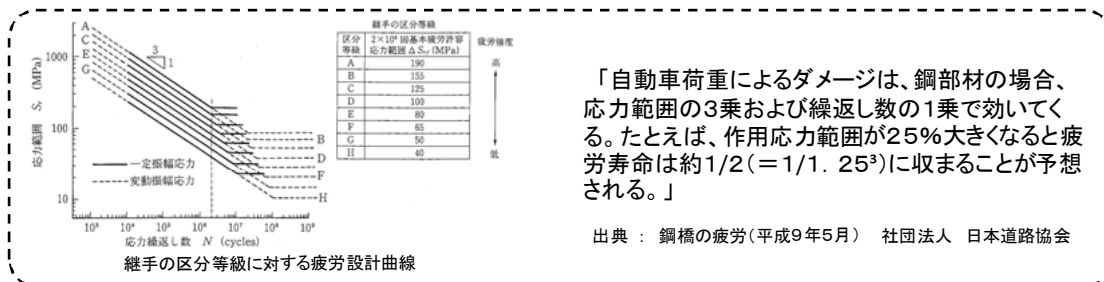 継手の区分等級
区分等級 2×10⁶回基本疲労許容応力範囲 ΔSrf (MPa) 疲労強度
A 190 高
B 155
C 125
D 100
E 80
F 65
G 50
H 40 低
応力範囲 Sr (MPa)
1000
100
10
A
C
E
G
3
1
B
D
F
H
一定振幅応力
変動振幅応力
10³ 10⁴ 10⁵ 10⁶ 10⁷ 10⁸ 10⁹
応力繰返し数 N (cycles)
継手の区分等級に対する疲労設計曲線
「自動車荷重によるダメージは、鋼部材の場合、
応力範囲の3乗および繰返し数の1乗で効いてく
る。たとえば、作用応力範囲が25%大きくなると疲
労寿命は約1/2(=1/1.25³)に収まることが予想
される。」
出典 : 鋼橋の疲労(平成9年5月) 社団法人 日本道路協会